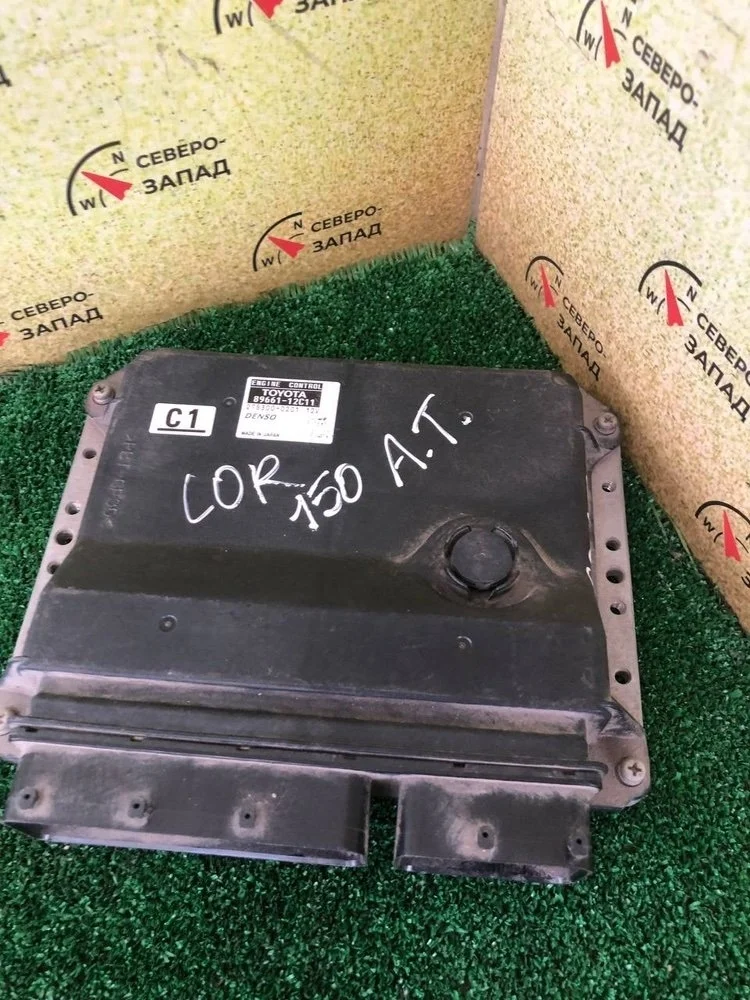 ЗАПАД
W
N
СЕВЕРО-
ЗАПАД
W
N
СЕВЕРО-
ЗАПАД
W
N
СЕВЕРО-
ЗАПАД
W
СЕВЕРО-
ЗАПАД
N
СЕВЕРО-
ЗАПАД
W
N
W
N
СЕВЕРО-
ЗАПАД
ENGINE CONTROL
TOYOTA
89661-12C11
12V
DENSO
MADE IN JAPAN
C1
COR 150 A.T.